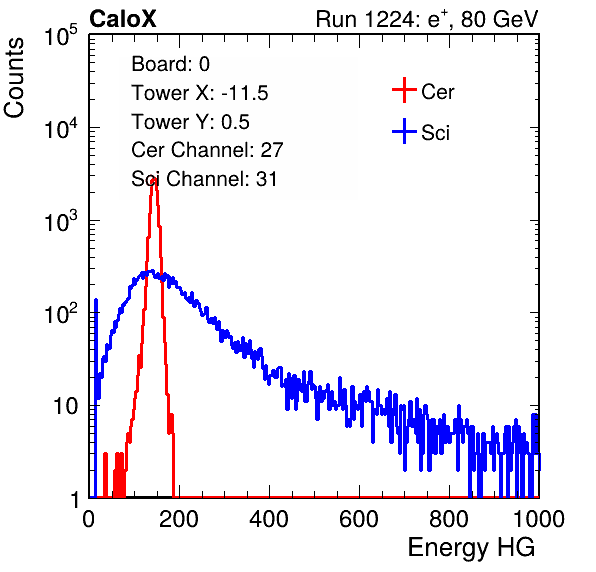 CaloX Run 1224: e⁺, 80 GeV
Counts
10⁵
10⁴
10³
10²
10
1
Board: 0
Tower X: -11.5
Tower Y: 0.5
Cer Channel: 27
Sci Channel: 31
Cer
Sci
0 200 400 600 800 1000
Energy HG